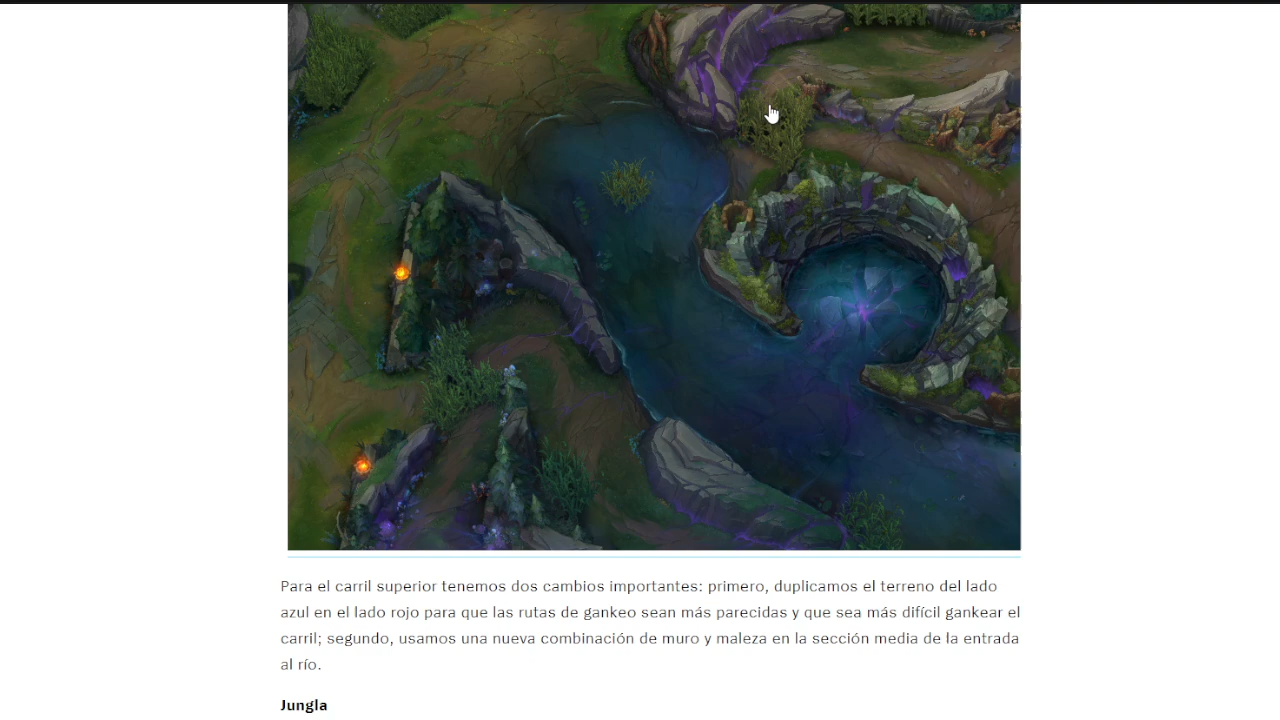 Para el carril superior tenemos dos cambios importantes: primero, duplicamos el terreno del lado
azul en el lado rojo para que las rutas de gankeo sean más parecidas y que sea más difícil gankear el
carril; segundo, usamos una nueva combinación de muro y maleza en la sección media de la entrada
al río.
Jungla